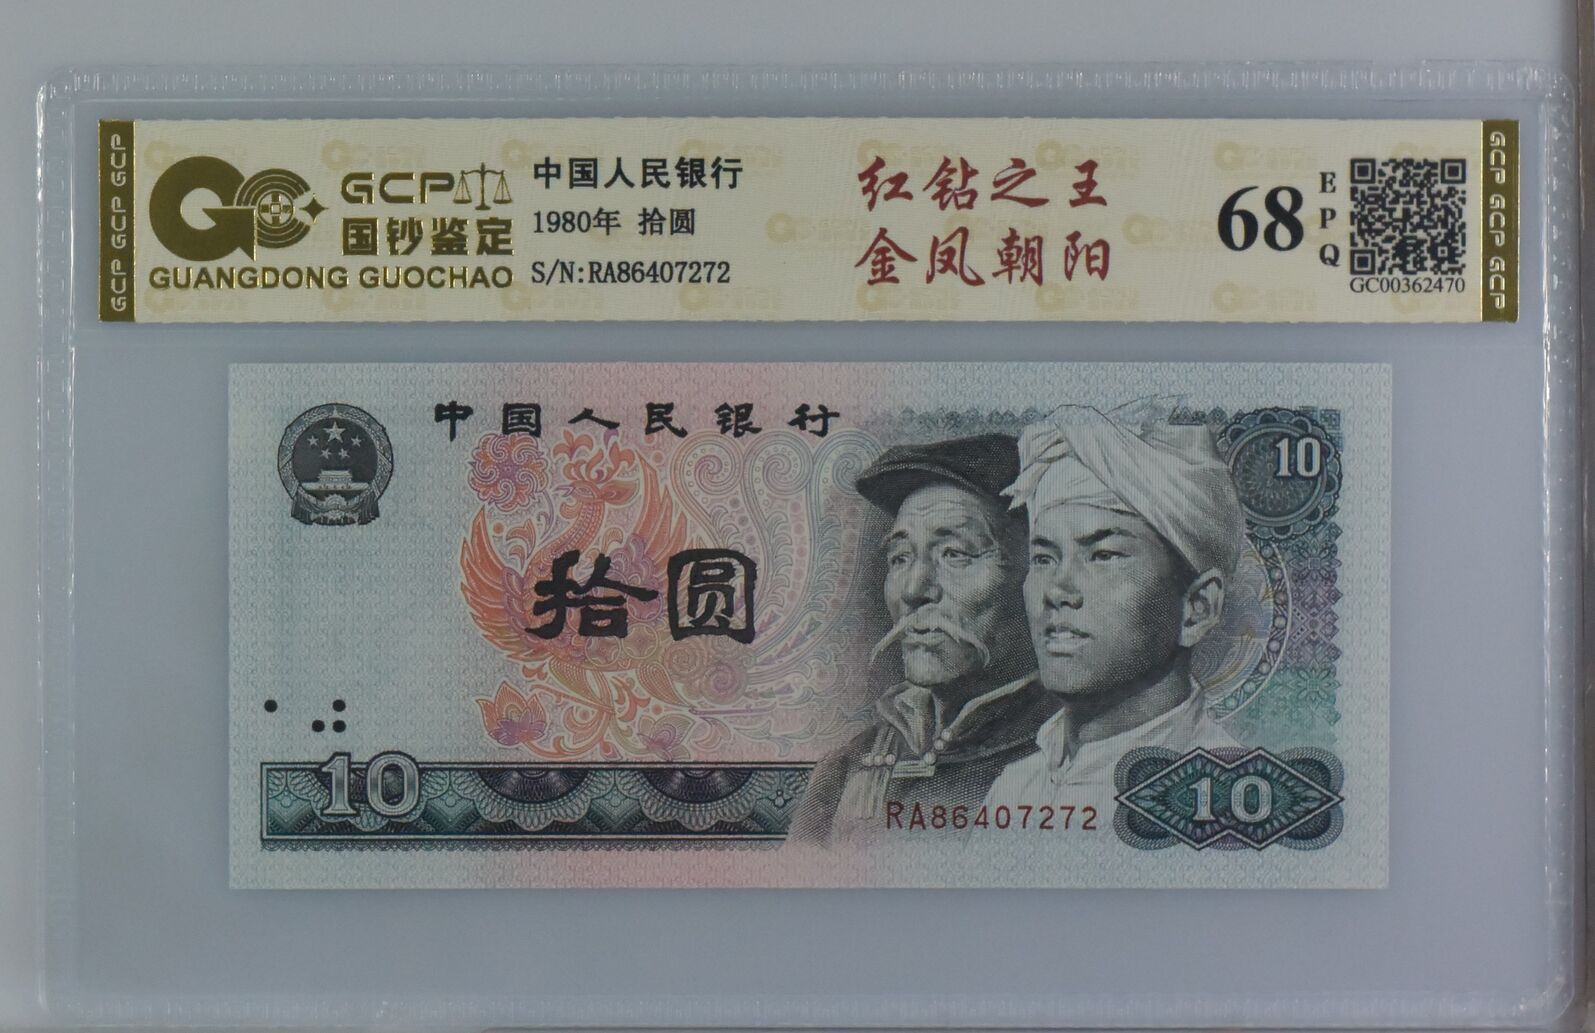 GCP GCP GCP
GCP
国钞鉴定
GUANGDONG GUOCHAO
中国人民银行
1980年 拾圆
S/N:RA86407272
红钻之王
金凤朝阳
68
EPQ
GC00362470
GCP GCP GCP
中国人民银行
10
拾圆
10
RA86407272
10